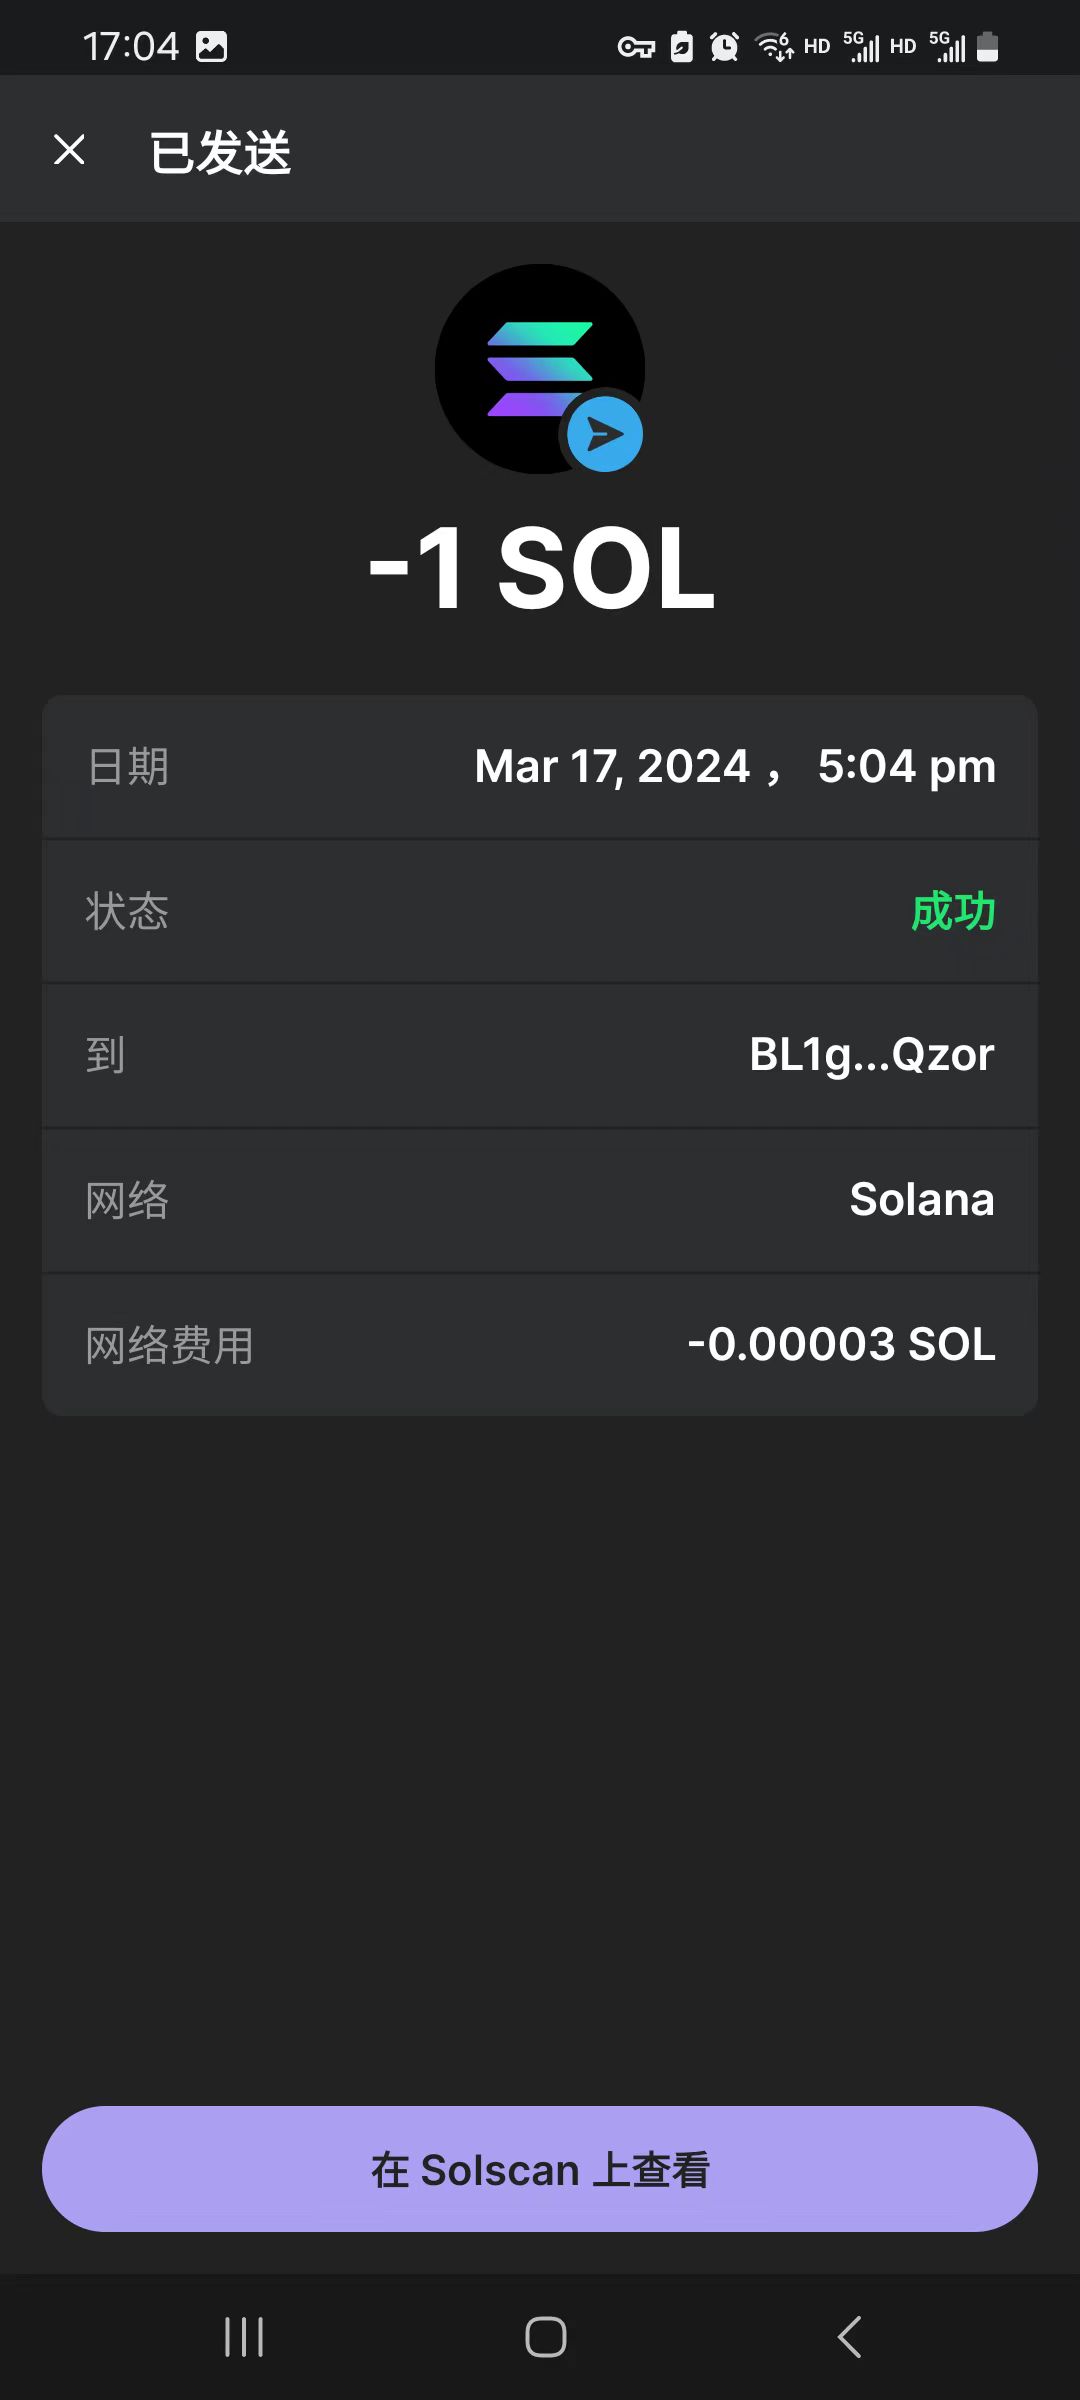 17:04
6 HD 5G HD 5G
已发送
-1 SOL
日期 Mar 17, 2024 ， 5:04 pm
状态 成功
到 BL1g...Qzor
网络 Solana
网络费用 -0.00003 SOL
在 Solscan 上查看